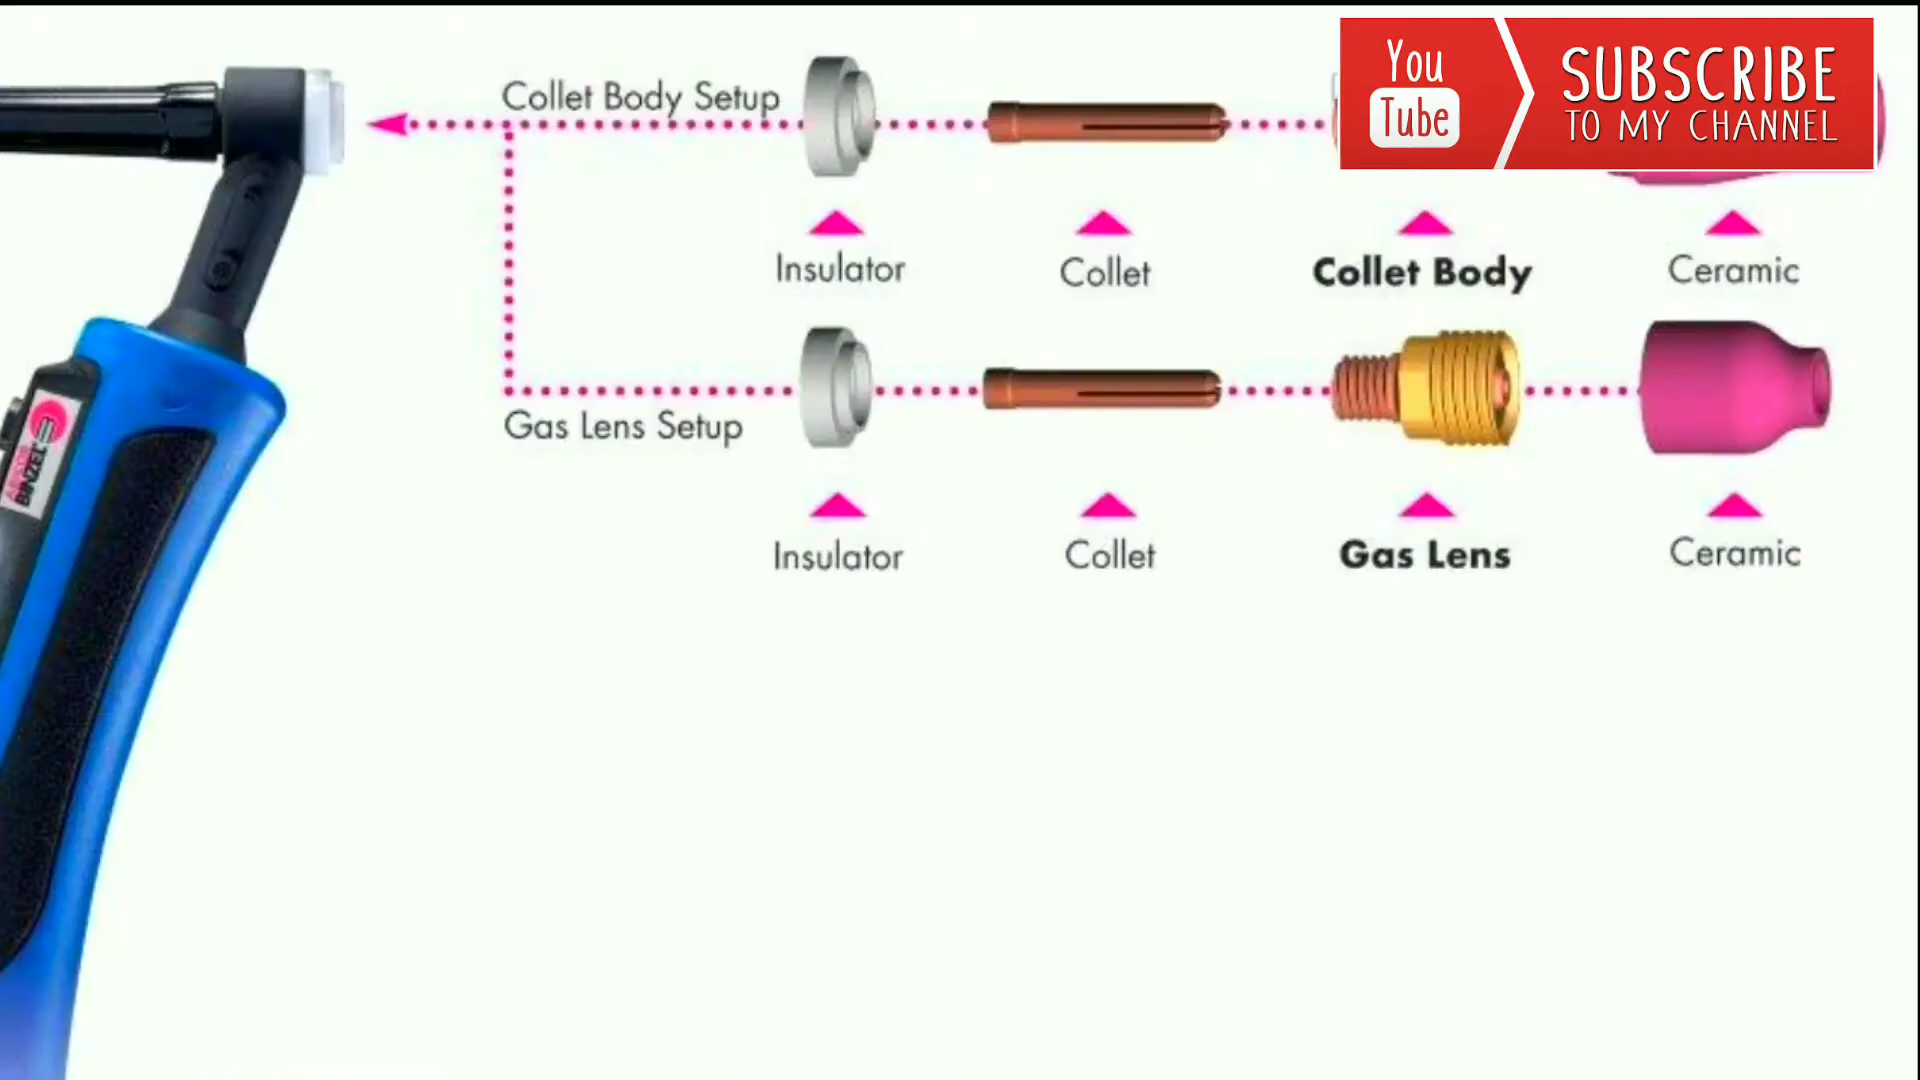 You
Tube
SUBSCRIBE
TO MY CHANNEL
Collet Body Setup
Insulator
Collet
Collet Body
Ceramic
Gas Lens Setup
Insulator
Collet
Gas Lens
Ceramic
BINZEL